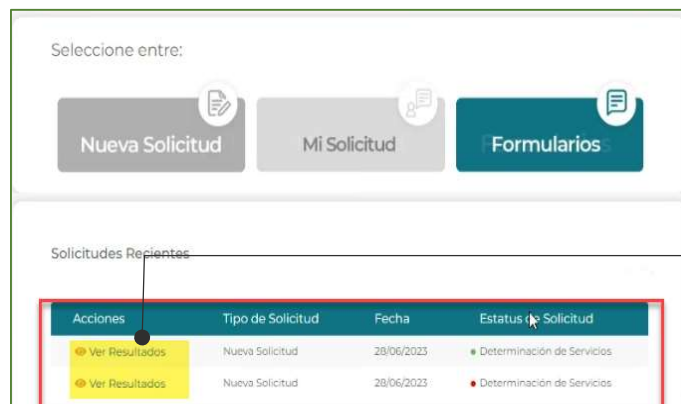 Seleccione entre:
Nueva Solicitud Mi Solicitud Formularios
Solicitudes Recientes
Acciones Tipo de Solicitud Fecha Estatus de Solicitud
Ver Resultados Nueva Solicitud 28/06/2023 Determinación de Servicios
Ver Resultados Nueva Solicitud 28/06/2023 Determinación de Servicios